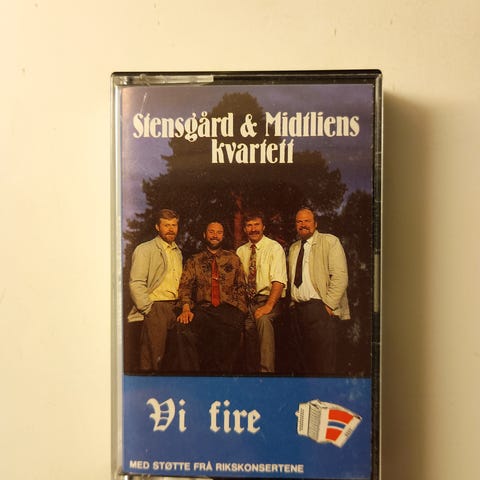 Stensgård & Midtliens
kvartett
Vi fire
MED STØTTE FRÅ RIKSKONSERTENE